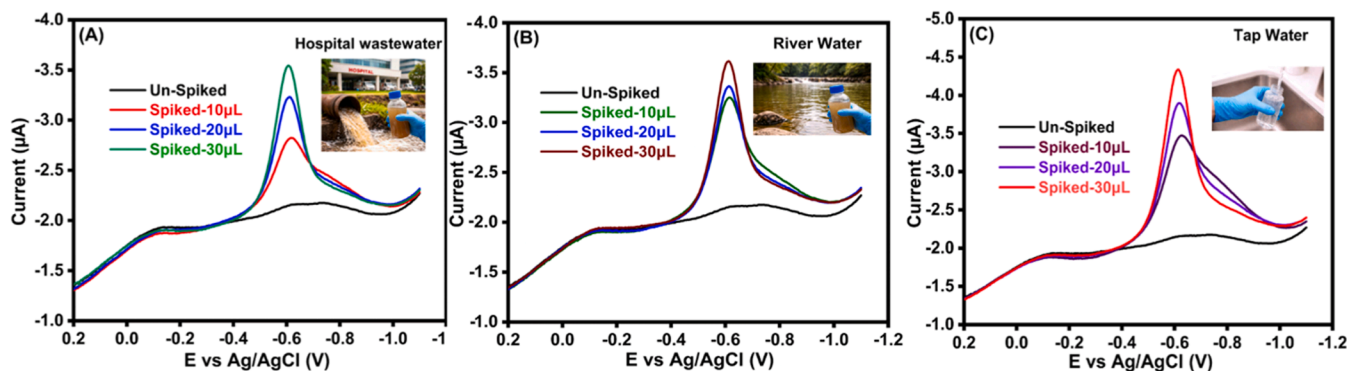 (A)
Hospital wastewater
HOSPITAL
Un-Spiked
Spiked-10µL
Spiked-20µL
Spiked-30µL
Current (µA)
-4.0
-3.5
-3.0
-2.5
-2.0
-1.5
-1.0
0.2 0.0 -0.2 -0.4 -0.6 -0.8 -1.0 -1.2
E vs Ag/AgCl (V)
(B)
River Water
Un-Spiked
Spiked-10µL
Spiked-20µL
Spiked-30µL
Current (µA)
-4.0
-3.5
-3.0
-2.5
-2.0
-1.5
-1.0
0.2 0.0 -0.2 -0.4 -0.6 -0.8 -1.0 -1.2
E vs Ag/AgCl (V)
(C)
Tap Water
Un-Spiked
Spiked-10µL
Spiked-20µL
Spiked-30µL
Current (µA)
-5.0
-4.5
-4.0
-3.5
-3.0
-2.5
-2.0
-1.5
-1.0
0.2 0.0 -0.2 -0.4 -0.6 -0.8 -1.0 -1.2
E vs Ag/AgCl (V)